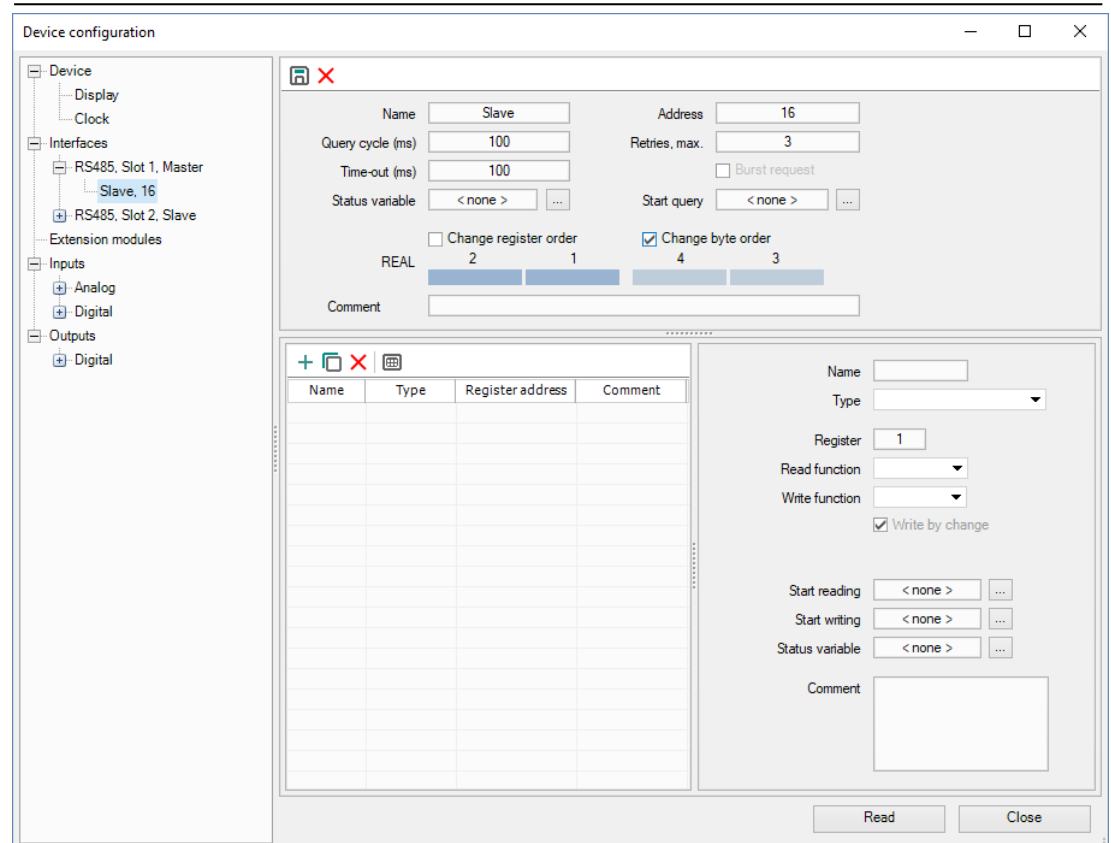 Device configuration
Device
Display
Clock
Interfaces
RS485, Slot 1, Master
Slave, 16
RS485, Slot 2, Slave
Extension modules
Inputs
Analog
Digital
Outputs
Digital
Name Slave Address 16
Query cycle (ms) 100 Retries, max. 3
Time-out (ms) 100 Burst request
Status variable < none > ... Start query < none > ...
Change register order Change byte order
REAL 2 1 4 3
Comment
Name Type Register address Comment
Name
Type
Register 1
Read function
Write function
Write by change
Start reading < none > ...
Start writing < none > ...
Status variable < none > ...
Comment
Read Close